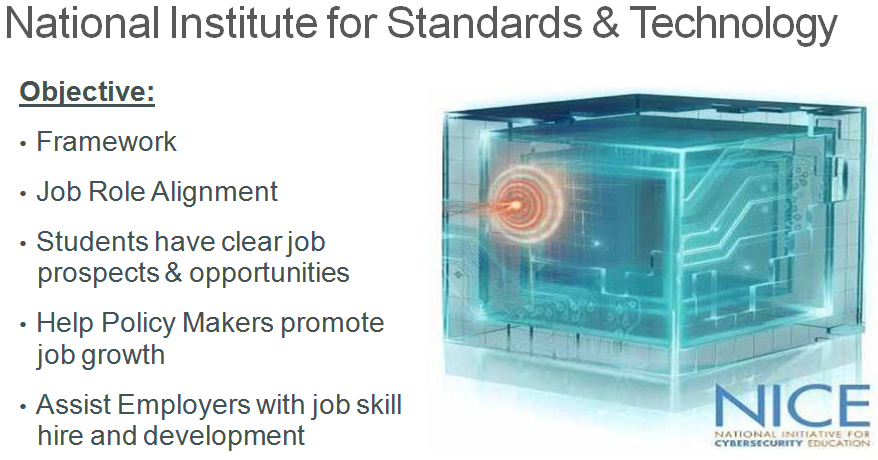 National Institute for Standards & Technology
Objective:
• Framework
• Job Role Alignment
• Students have clear job
prospects & opportunities
• Help Policy Makers promote
job growth
• Assist Employers with job skill
hire and development
NICE
NATIONAL INITIATIVE FOR
CYBERSECURITY EDUCATION